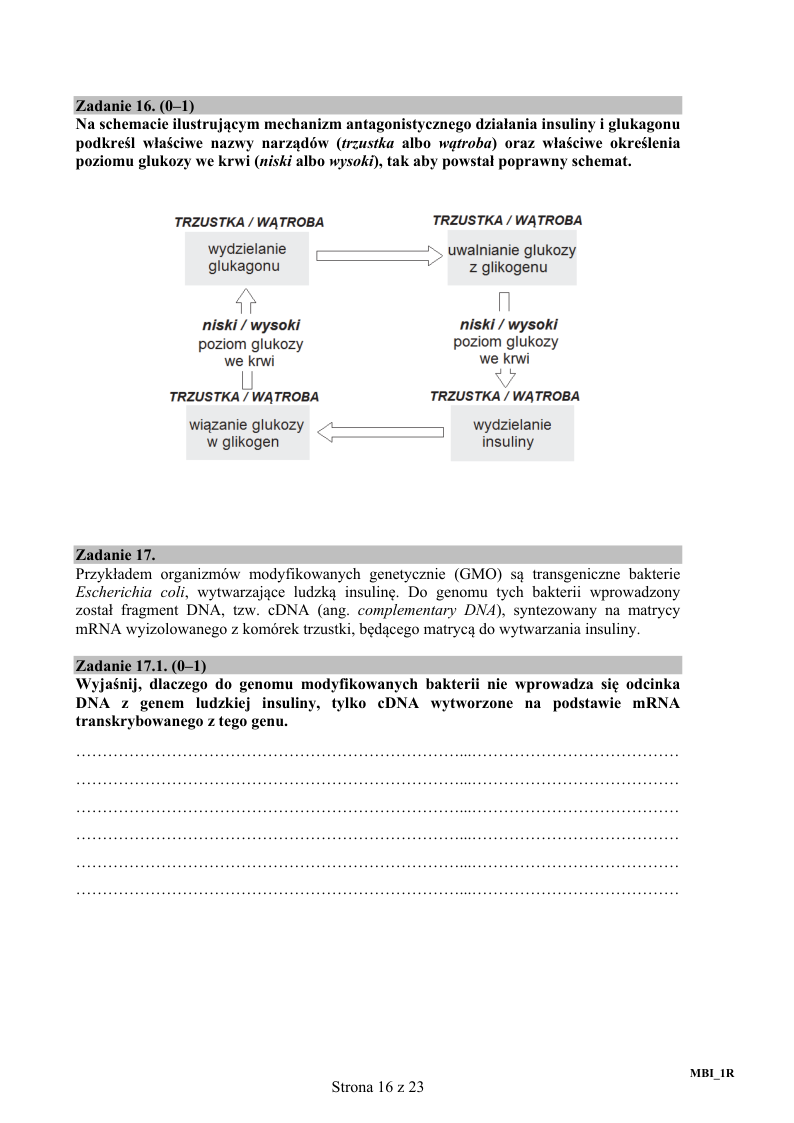 Zadanie 16. (0–1)
Na schemacie ilustrującym mechanizm antagonistycznego działania insuliny i glukagonu
podkreśl właściwe nazwy narządów (trzustka albo wątroba) oraz właściwe określenia
poziomu glukozy we krwi (niski albo wysoki), tak aby powstał poprawny schemat.
TRZUSTKA / WĄTROBA
wydzielanie
glukagonu
TRZUSTKA / WĄTROBA
uwalnianie glukozy
z glikogenu
niski / wysoki
poziom glukozy
we krwi
niski / wysoki
poziom glukozy
we krwi
TRZUSTKA / WĄTROBA
wiązanie glukozy
w glikogen
TRZUSTKA / WĄTROBA
wydzielanie
insuliny
Zadanie 17.
Przykładem organizmów modyfikowanych genetycznie (GMO) są transgeniczne bakterie
Escherichia coli, wytwarzające ludzką insulinę. Do genomu tych bakterii wprowadzony
został fragment DNA, tzw. cDNA (ang. complementary DNA), syntezowany na matrycy
mRNA wyizolowanego z komórek trzustki, będącego matrycą do wytwarzania insuliny.
Zadanie 17.1. (0–1)
Wyjaśnij, dlaczego do genomu modyfikowanych bakterii nie wprowadza się odcinka
DNA z genem ludzkiej insuliny, tylko cDNA wytworzone na podstawie mRNA
transkrybowanego z tego genu.
………………………………………………………………...…………………………………
………………………………………………………………...…………………………………
………………………………………………………………...…………………………………
………………………………………………………………...…………………………………
………………………………………………………………...…………………………………
………………………………………………………………...…………………………………
MBI_1R
Strona 16 z 23